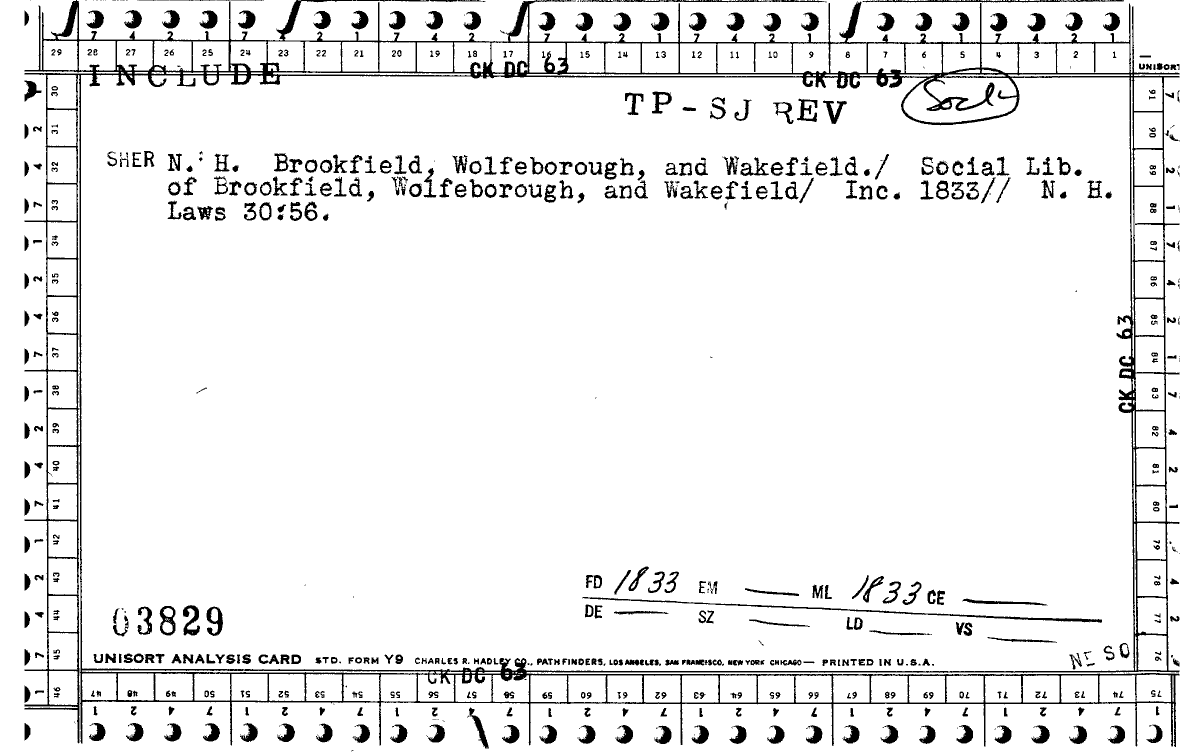 7 4 2 1 7 4 2 1 7 4 2 1 7 4 2 1 7 4 2 1 7 4 2 1 7 4 2 1
29 28 27 26 25 24 23 22 21 20 19 18 17 16 15 14 13 12 11 10 9 8 7 6 5 4 3 2 1
UNISORT
INCLUDE
CK DC 63
CK DC 63
TP-SJ REV
Socl
SHER N. H. Brookfield, Wolfeborough, and Wakefield./ Social Lib.
of Brookfield, Wolfeborough, and Wakefield/ Inc. 1833// N. H.
Laws 30:56.
30 31 32 33 34 35 36 37 38 39 40 41 42 43 44 45 46
91 90 89 88 87 86 85 84 83 82 81 80 79 78 77 76
CK DC 63
FD 1833 EM ML 1833 CE
DE SZ LD VS
03829
NE SO
UNISORT ANALYSIS CARD STD. FORM Y9 CHARLES R. HADLEY CO., PATHFINDERS, LOS ANGELES, SAN FRANCISCO, NEW YORK CHICAGO— PRINTED IN U.S.A.
CK DC 63
47 48 49 50 51 52 53 54 55 56 57 58 59 60 61 62 63 64 65 66 67 68 69 70 71 72 73 74 75
1 2 4 7 1 2 4 7 1 2 4 7 1 2 4 7 1 2 4 7 1 2 4 7 1 2 4 7 1